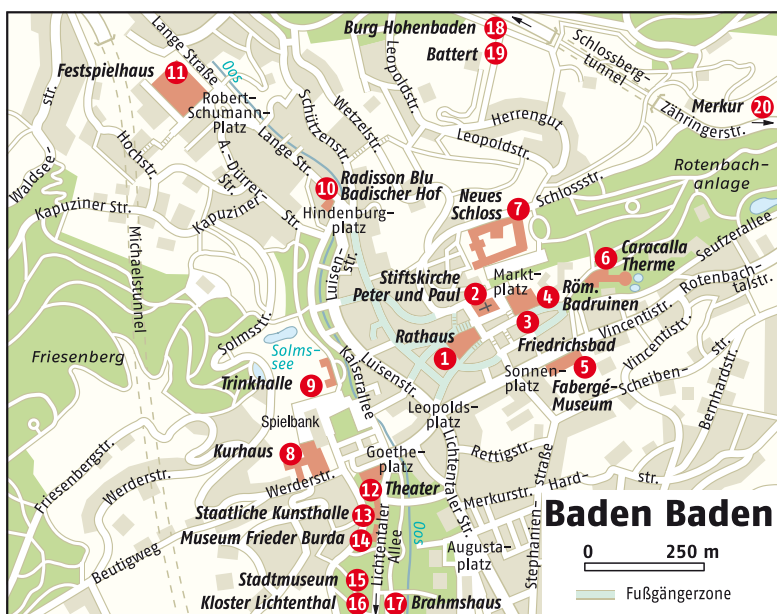 Burg Hohenbaden 18
Battert 19
Schlossberg-
tunnel
Merkur 20
Zähringerstr.
Festspielhaus 11
Lange Straße
Oos
Leopoldstr.
Robert-
Schumann-
Platz
Schützenstr.
Wetzelstr.
Herrengut
Leopoldstr.
Rotenbach-
anlage
Waldsee-
str.
Hochstr.
A.-Dürer-
Str.
Lange Str.
10 Radisson Blu
Badischer Hof
Hindenburg-
platz
Neues
Schloss 7
Schlossstr.
Kapuziner Str.
Kapuziner
Michaelstunnel
Luisen-
str.
Stiftskirche
Peter und Paul 2
Markt-
platz
6 Caracalla
Therme
Seufzerallee
Rotenbach-
talstr.
4 Röm.
Badruinen
3
Friedrichsbad
Vincentistr.
Vincentistr.
Rathaus
1
Solmsstr.
Solms-
see
Friesenberg
Trinkhalle 9
Kaiserallee
Luisenstr.
Sonnen-
platz
5
Fabergé-
Museum
Scheiben-
str.
Bernhardstr.
Leopolds-
platz
Spielbank
Kurhaus
8
Goethe-
platz
Lichtentaler Str.
Rettigstr.
Friesenbergstr.
Werderstr.
Werderstr.
12 Theater
Merkurstr.
Hard-
str.
Stephanien-
straße
Staatliche Kunsthalle 13
Museum Frieder Burda 14
Lichtentaler
Allee
Oos
Augusta-
platz
Beutigweg
Stadtmuseum 15
Kloster Lichtenthal 16
17 Brahmshaus
Baden Baden
0 250 m
Fußgängerzone